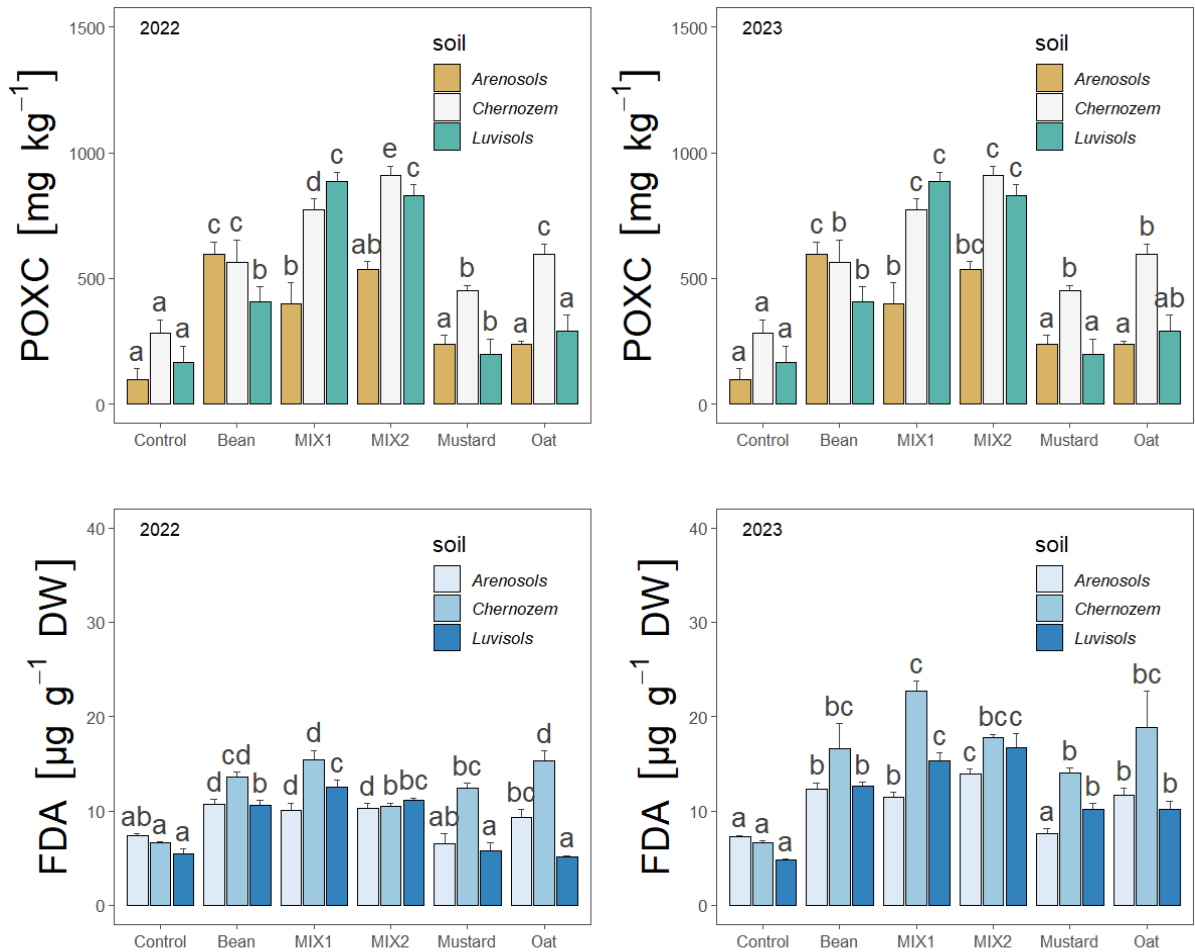 POXC [mg kg⁻¹]
1500
1000
500
0
2022
soil
Arenosols
Chernozem
Luvisols
a a a
c c b
b d c
ab e c
a b
a c a
Control Bean MIX1 MIX2 Mustard Oat
POXC [mg kg⁻¹]
1500
1000
500
0
2023
soil
Arenosols
Chernozem
Luvisols
a a a
c b b
b c c
bc c c
a b a
a b ab
Control Bean MIX1 MIX2 Mustard Oat
FDA [µg g⁻¹ DW]
40
30
20
10
0
2022
soil
Arenosols
Chernozem
Luvisols
ab a a
d cd b
d d c
d b bc
ab bc a
bc d a
Control Bean MIX1 MIX2 Mustard Oat
FDA [µg g⁻¹ DW]
40
30
20
10
0
2023
soil
Arenosols
Chernozem
Luvisols
a a a
b bc b
b c c
c bc c
a b b
b bc b
Control Bean MIX1 MIX2 Mustard Oat